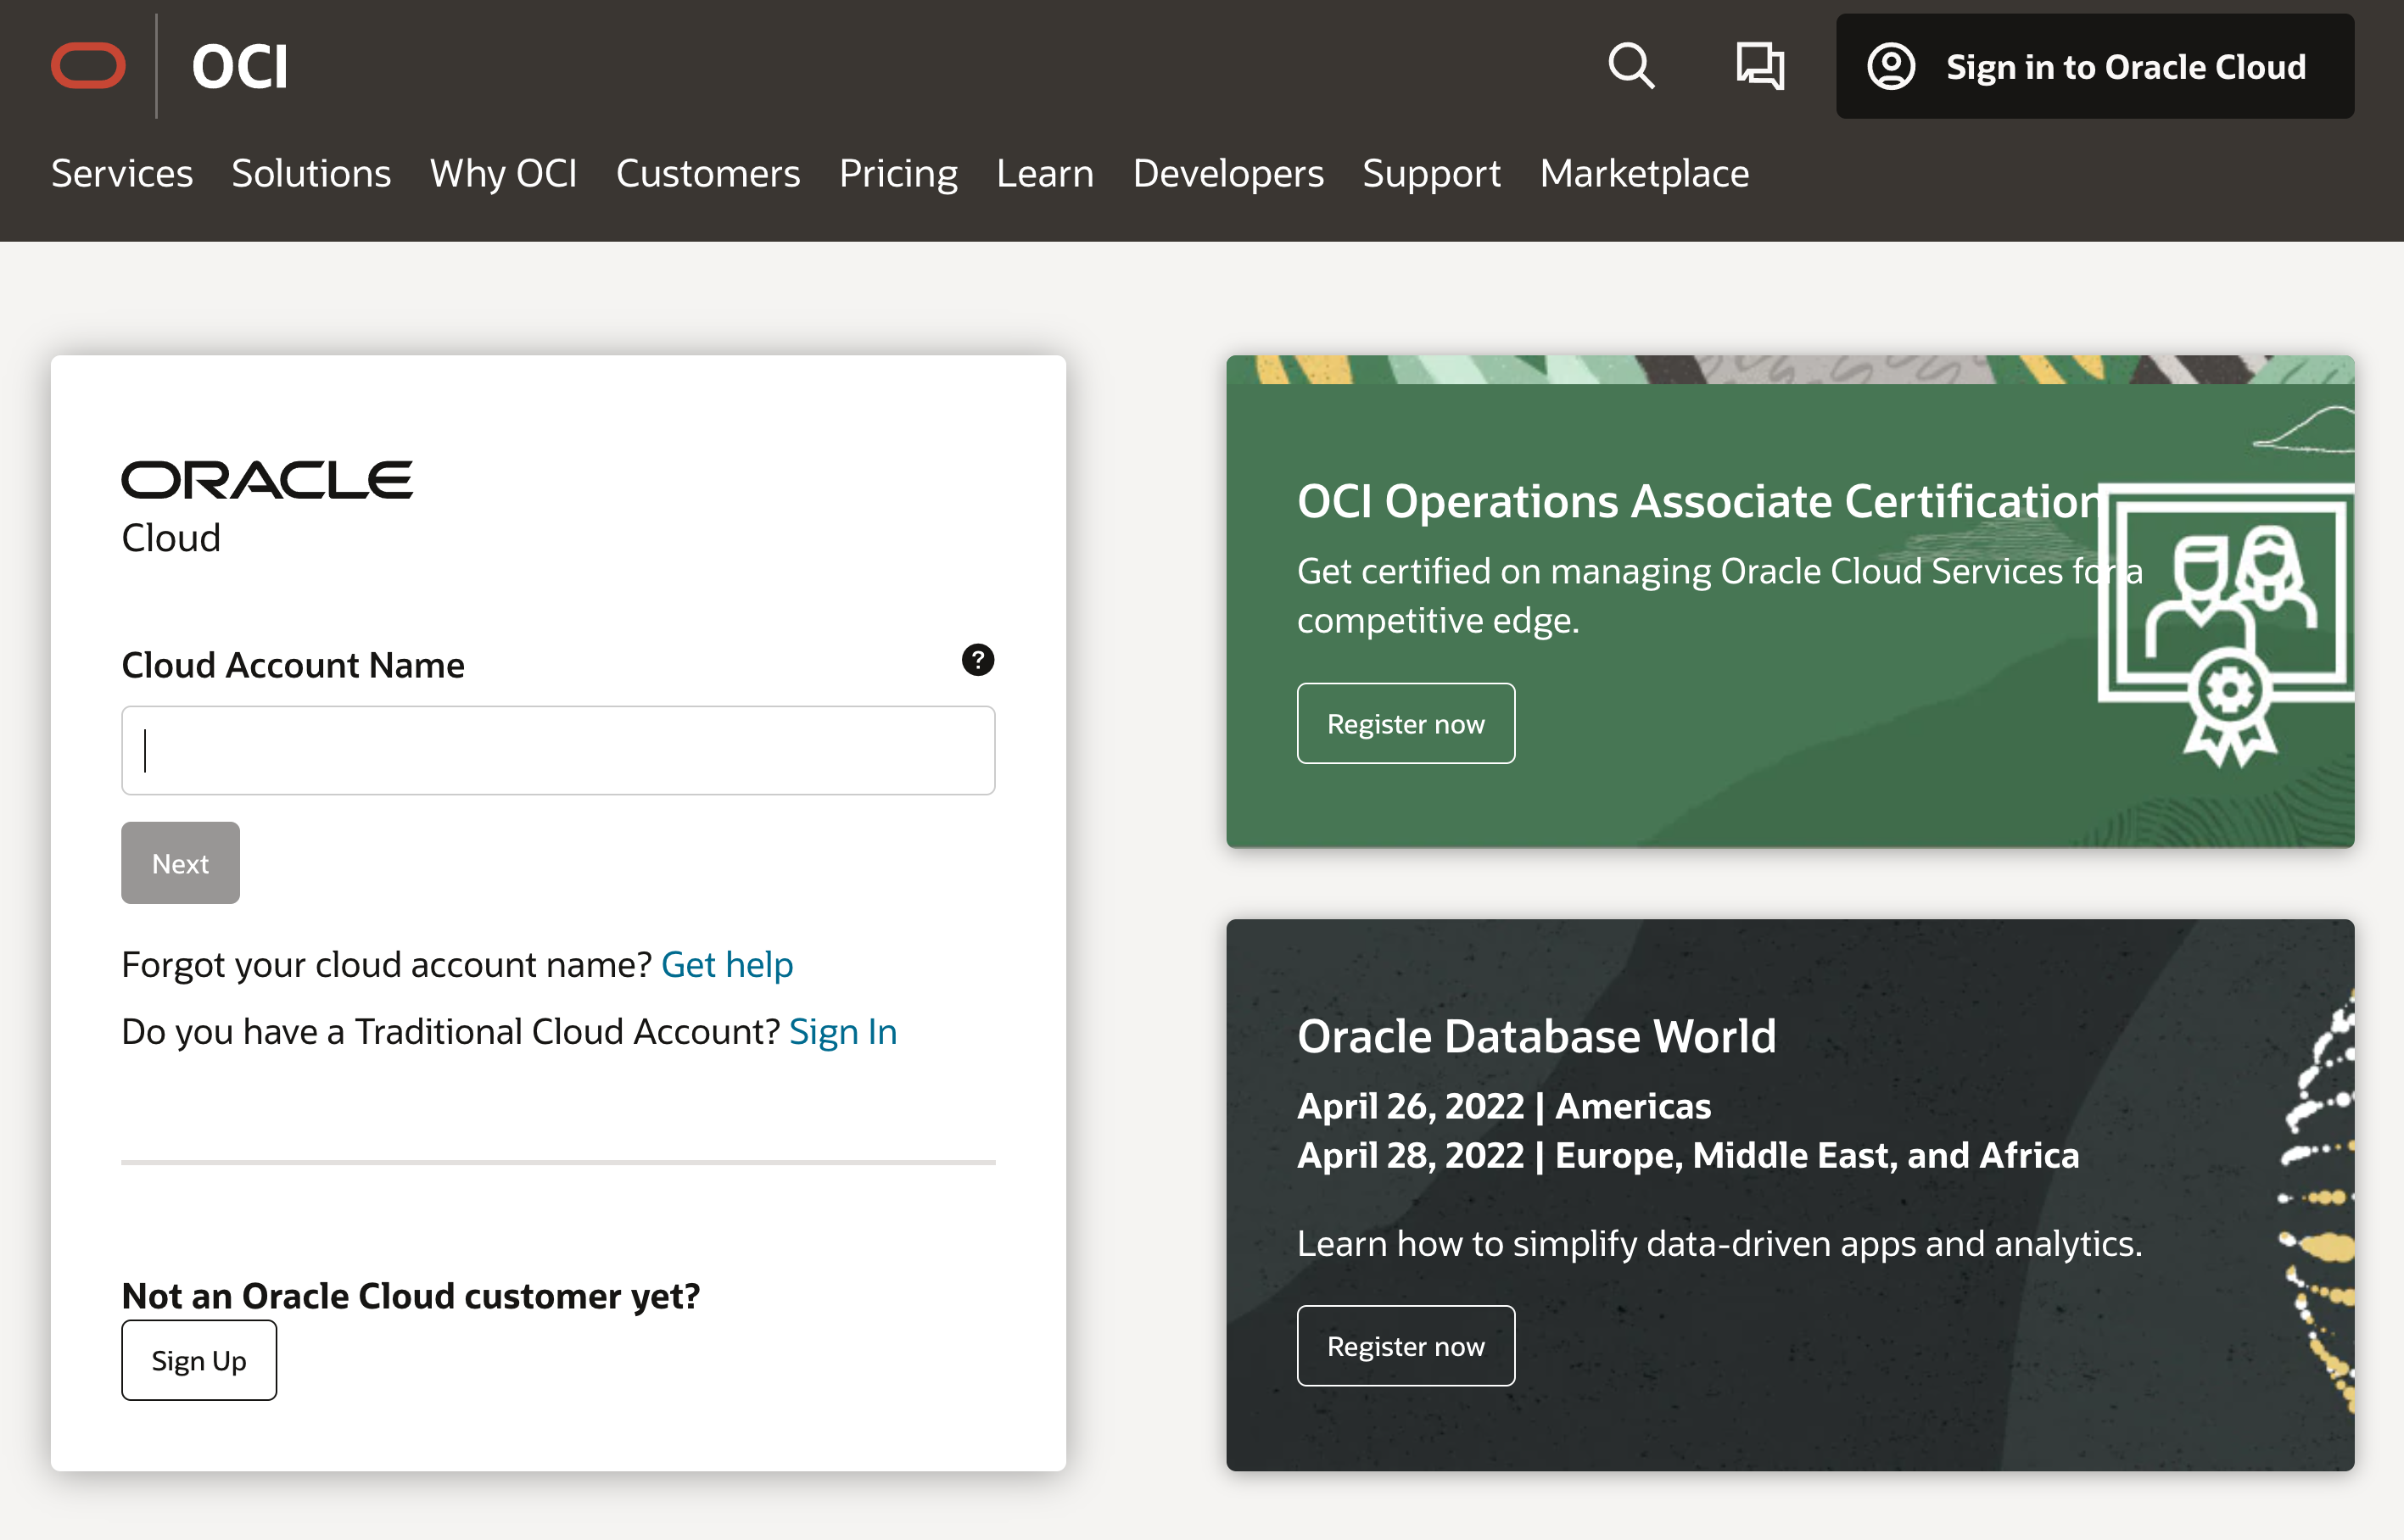 OCI
Sign in to Oracle Cloud
Services Solutions Why OCI Customers Pricing Learn Developers Support Marketplace
ORACLE
Cloud
Cloud Account Name
?
Next
Forgot your cloud account name? Get help
Do you have a Traditional Cloud Account? Sign In
Not an Oracle Cloud customer yet?
Sign Up
OCI Operations Associate Certification
Get certified on managing Oracle Cloud Services for a
competitive edge.
Register now
Oracle Database World
April 26, 2022 | Americas
April 28, 2022 | Europe, Middle East, and Africa
Learn how to simplify data-driven apps and analytics.
Register now